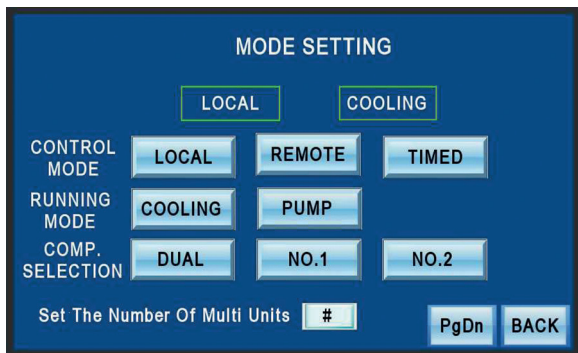 MODE SETTING
LOCAL COOLING
CONTROL MODE LOCAL REMOTE TIMED
RUNNING MODE COOLING PUMP
COMP. SELECTION DUAL NO.1 NO.2
Set The Number Of Multi Units #
PgDn BACK